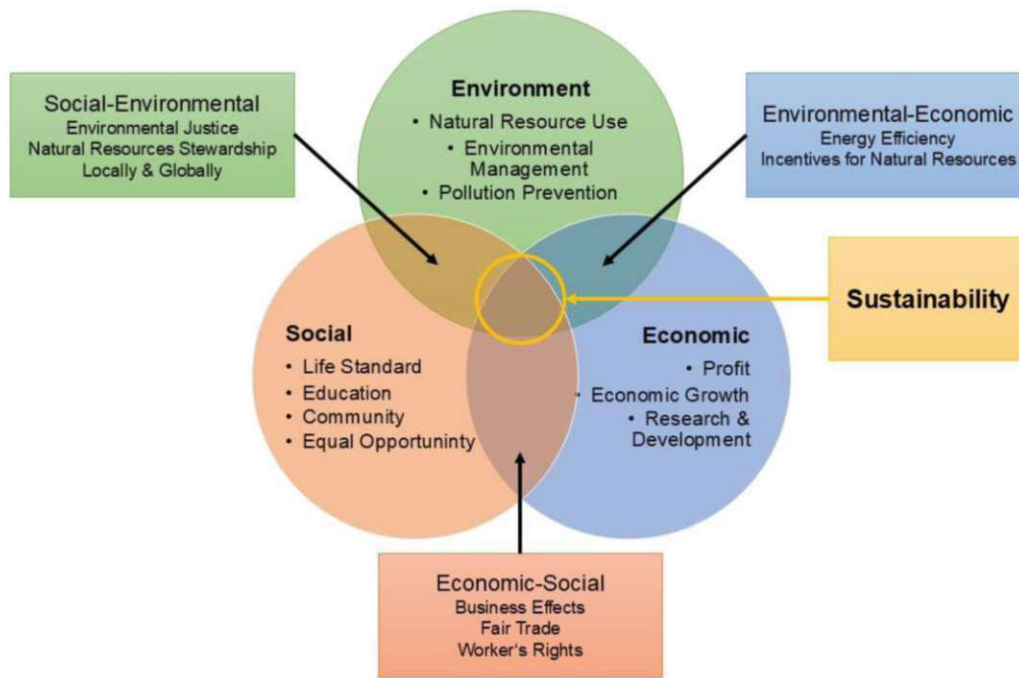 Environment
• Natural Resource Use
• Environmental
Management
• Pollution Prevention
Social-Environmental
Environmental Justice
Natural Resources Stewardship
Locally & Globally
Environmental-Economic
Energy Efficiency
Incentives for Natural Resources
Sustainability
Social
• Life Standard
• Education
• Community
• Equal Opportuninty
Economic
• Profit
• Economic Growth
• Research &
Development
Economic-Social
Business Effects
Fair Trade
Worker's Rights